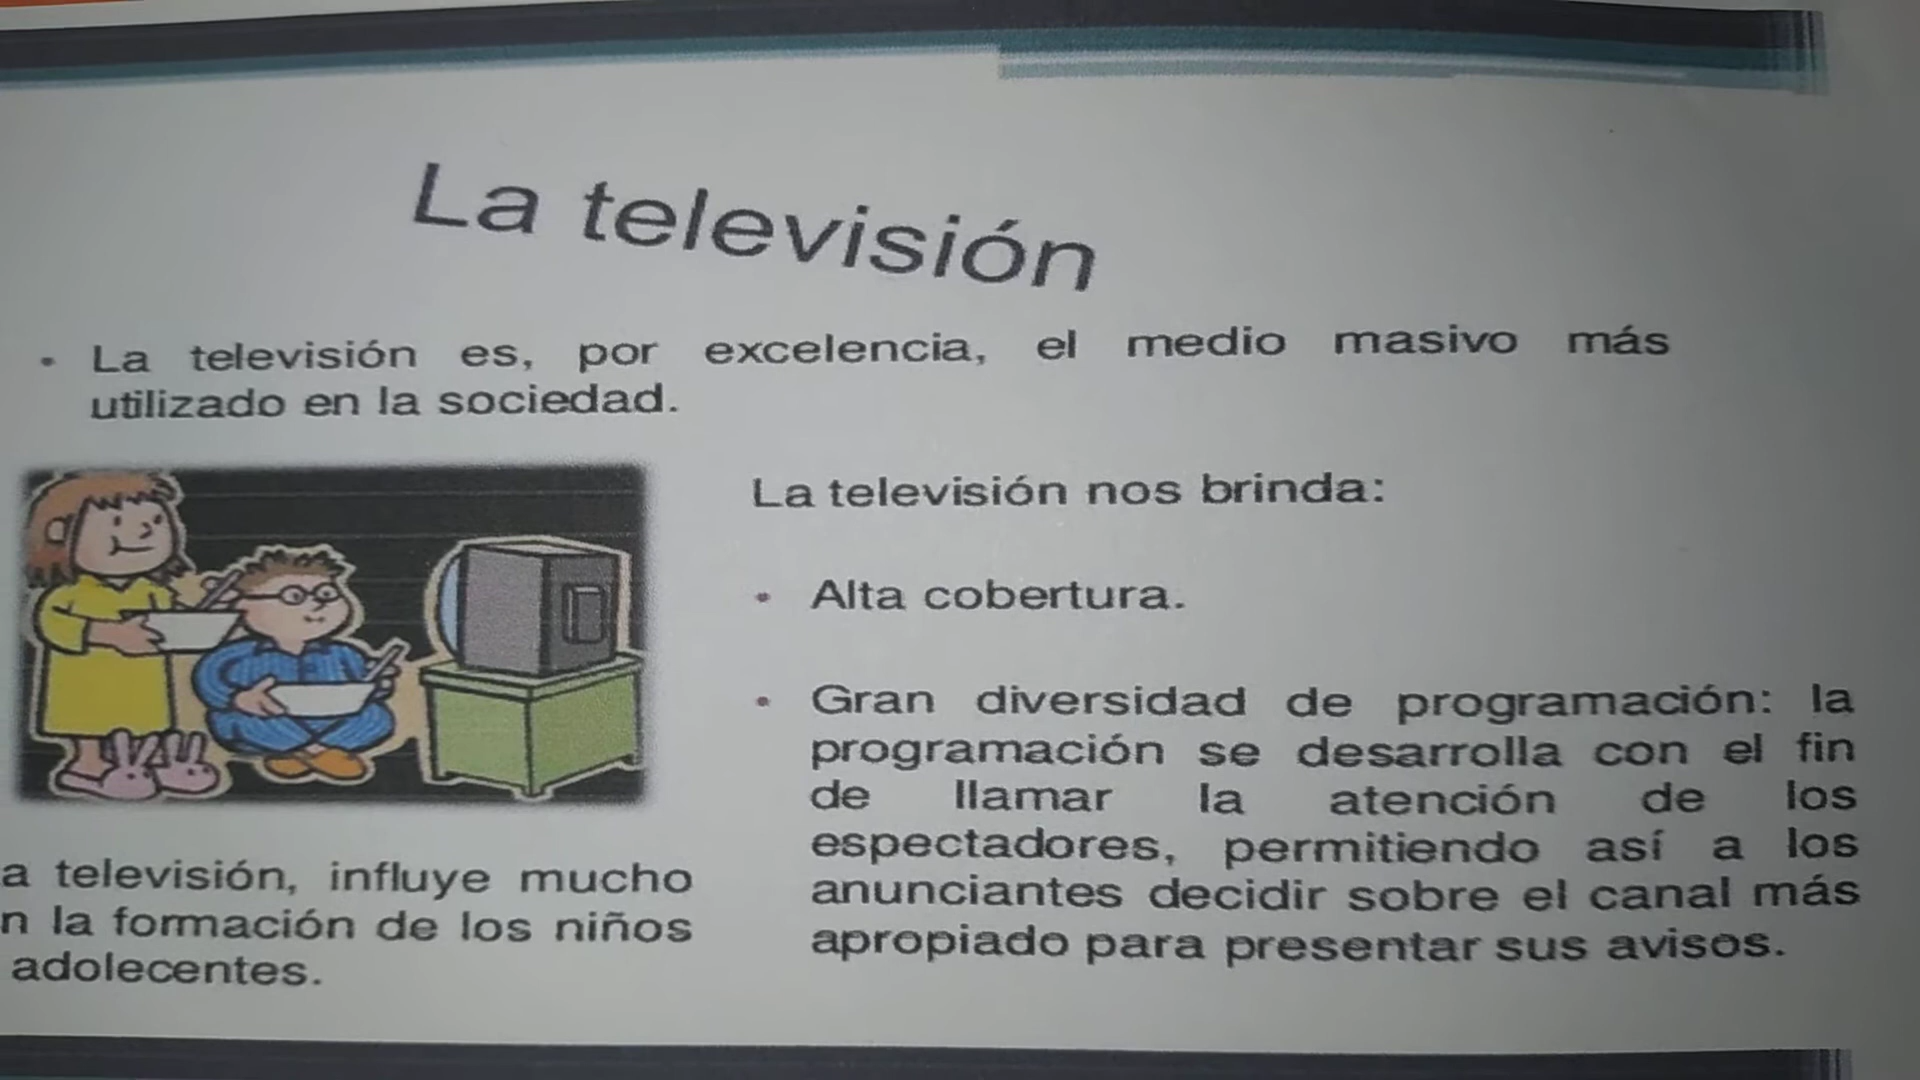 La televisión
• La televisión es, por excelencia, el medio masivo más
utilizado en la sociedad.
La televisión nos brinda:
• Alta cobertura.
• Gran diversidad de programación: la
programación se desarrolla con el fin
de llamar la atención de los
espectadores, permitiendo así a los
anunciantes decidir sobre el canal más
apropiado para presentar sus avisos.
a televisión, influye mucho
n la formación de los niños
adolecentes.